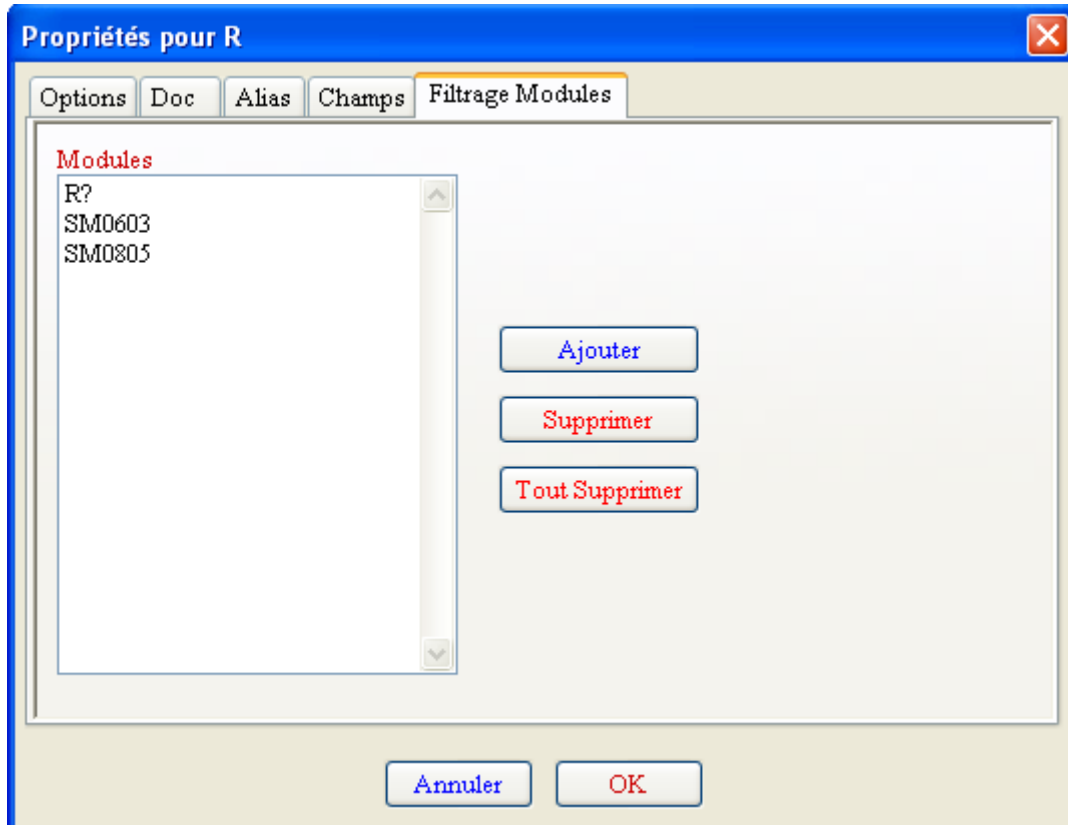 Propriétés pour R
Options Doc Alias Champs Filtrage Modules
Modules
R?
SM0603
SM0805
Ajouter
Supprimer
Tout Supprimer
Annuler OK